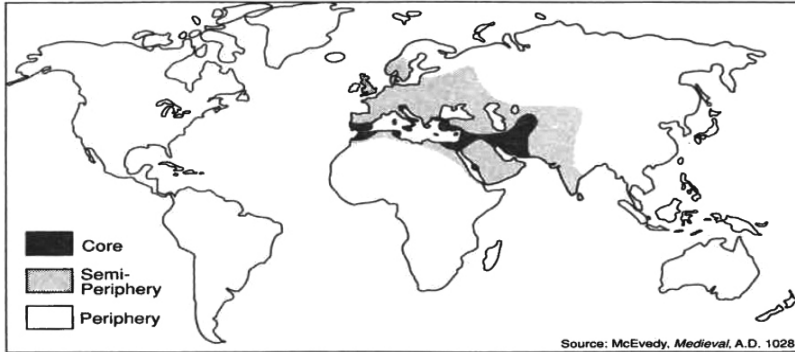 Core
Semi-
Periphery
Periphery
Source: McEvedy, Medieval, A.D. 1028